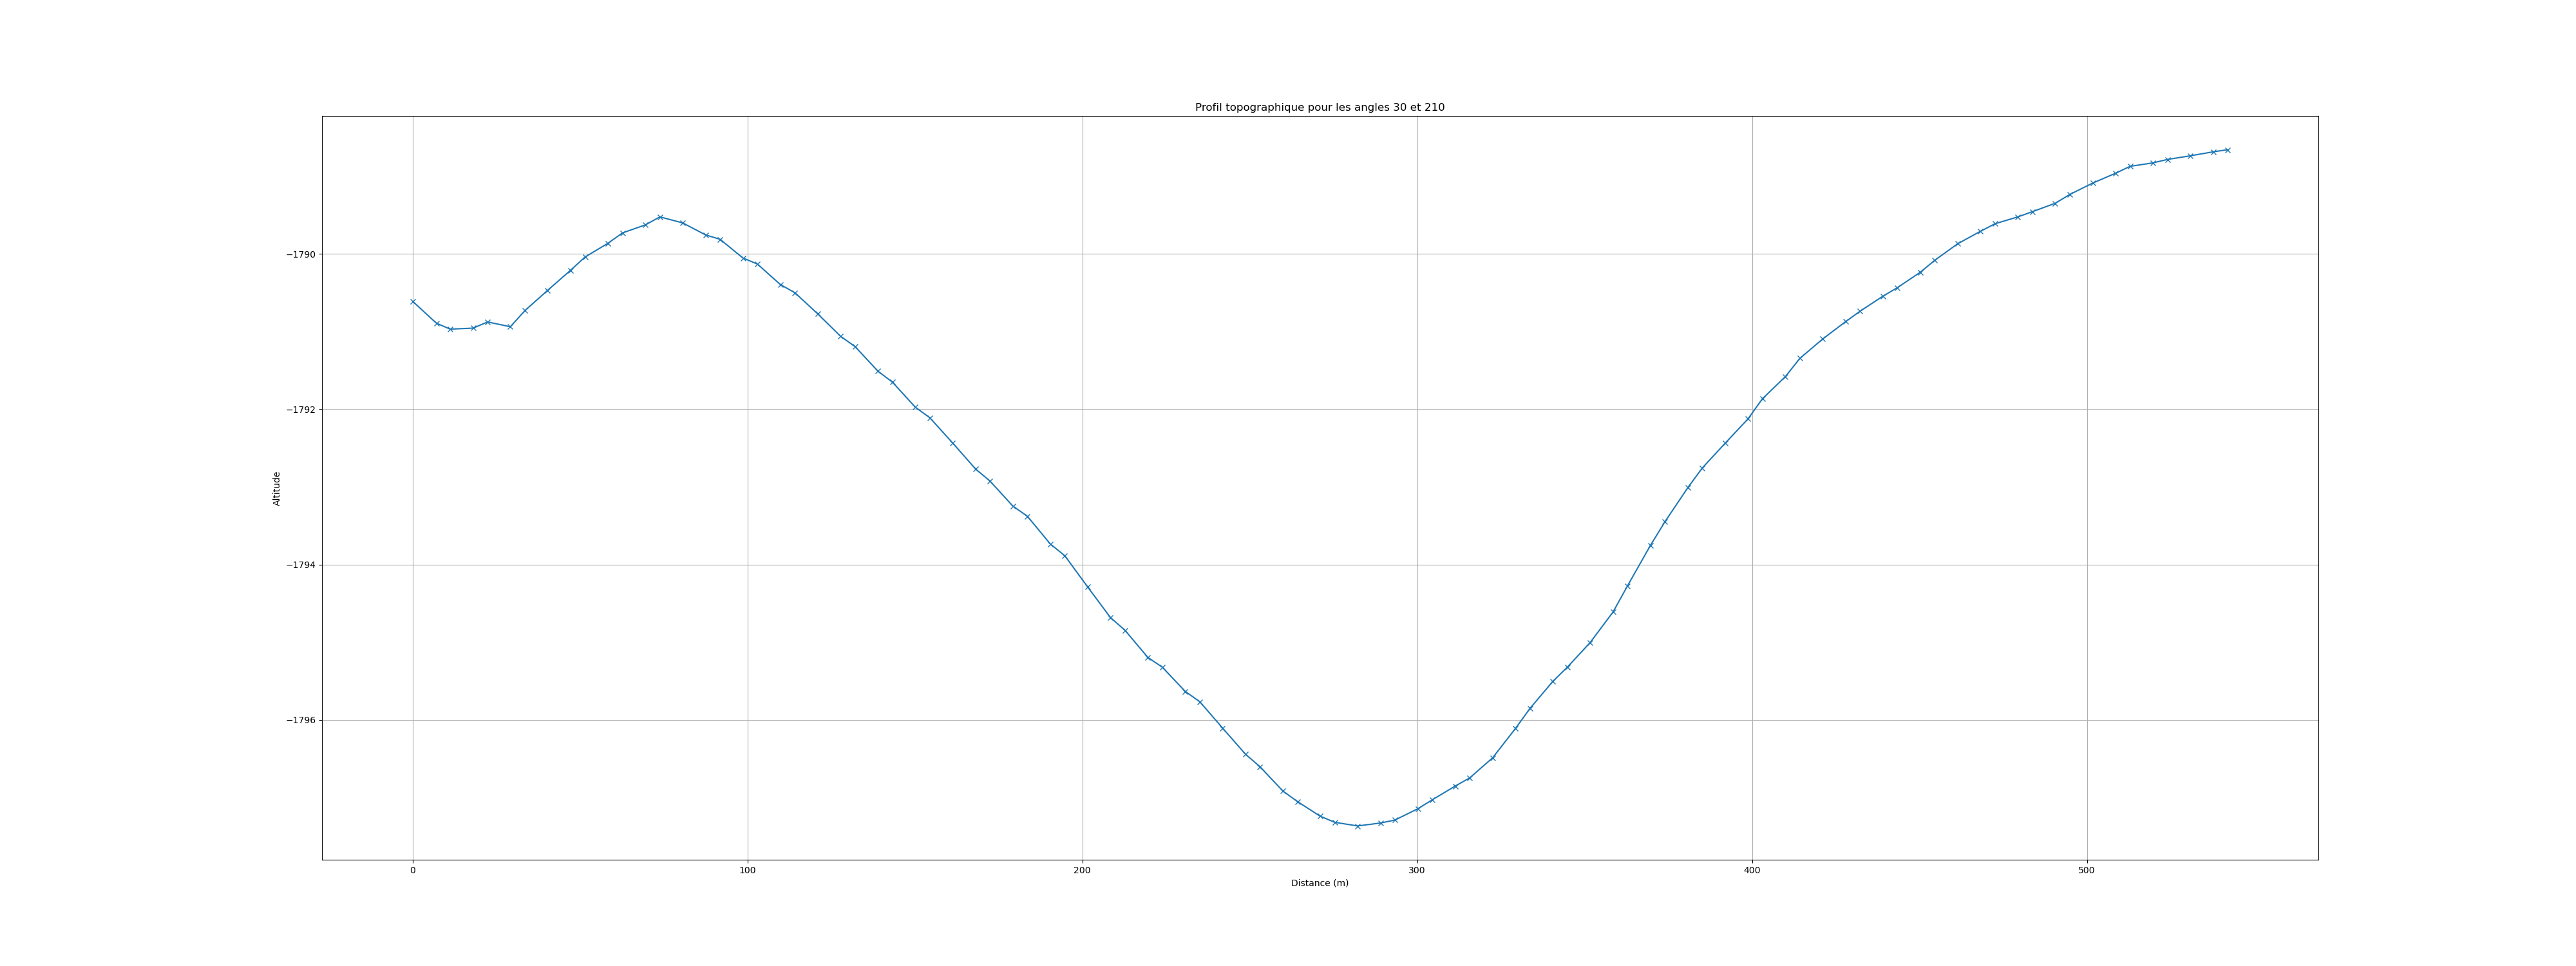 Profil topographique pour les angles 30 et 210
−1790
−1792
−1794
−1796
Altitude
0 100 200 300 400 500
Distance (m)